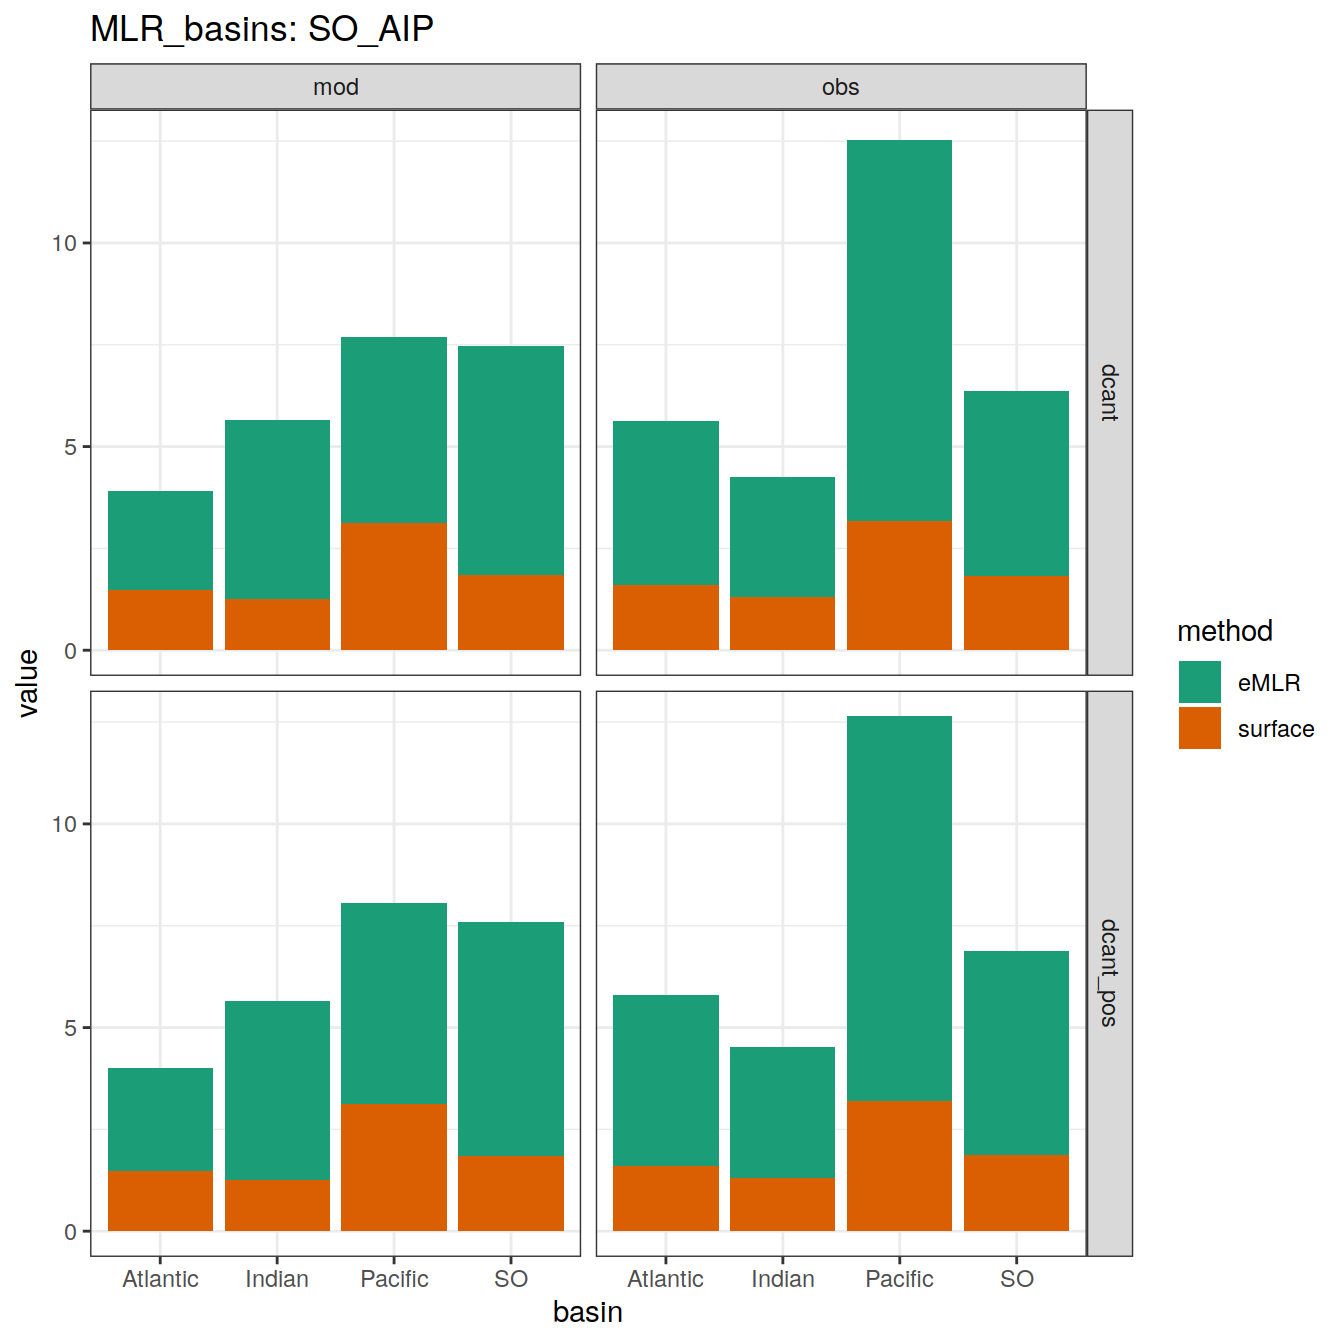 MLR_basins: SO_AIP
mod
obs
10
5
0
dcant
10
5
0
dcant_pos
value
Atlantic
Indian
Pacific
SO
Atlantic
Indian
Pacific
SO
basin
method
eMLR
surface